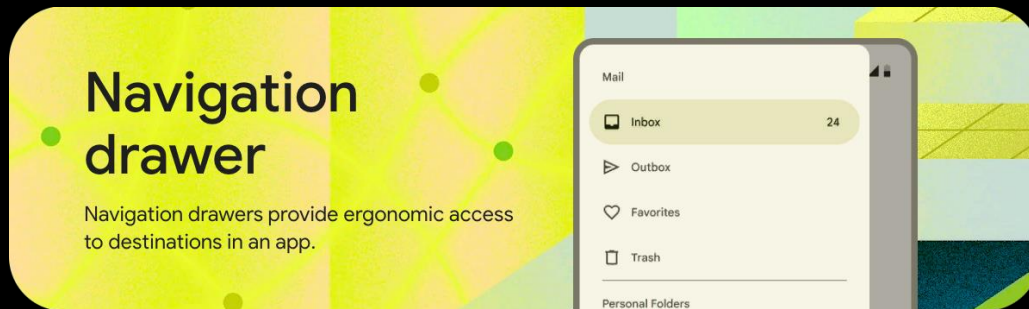 Navigation
drawer
Navigation drawers provide ergonomic access
to destinations in an app.
Mail
Inbox 24
Outbox
Favorites
Trash
Personal Folders